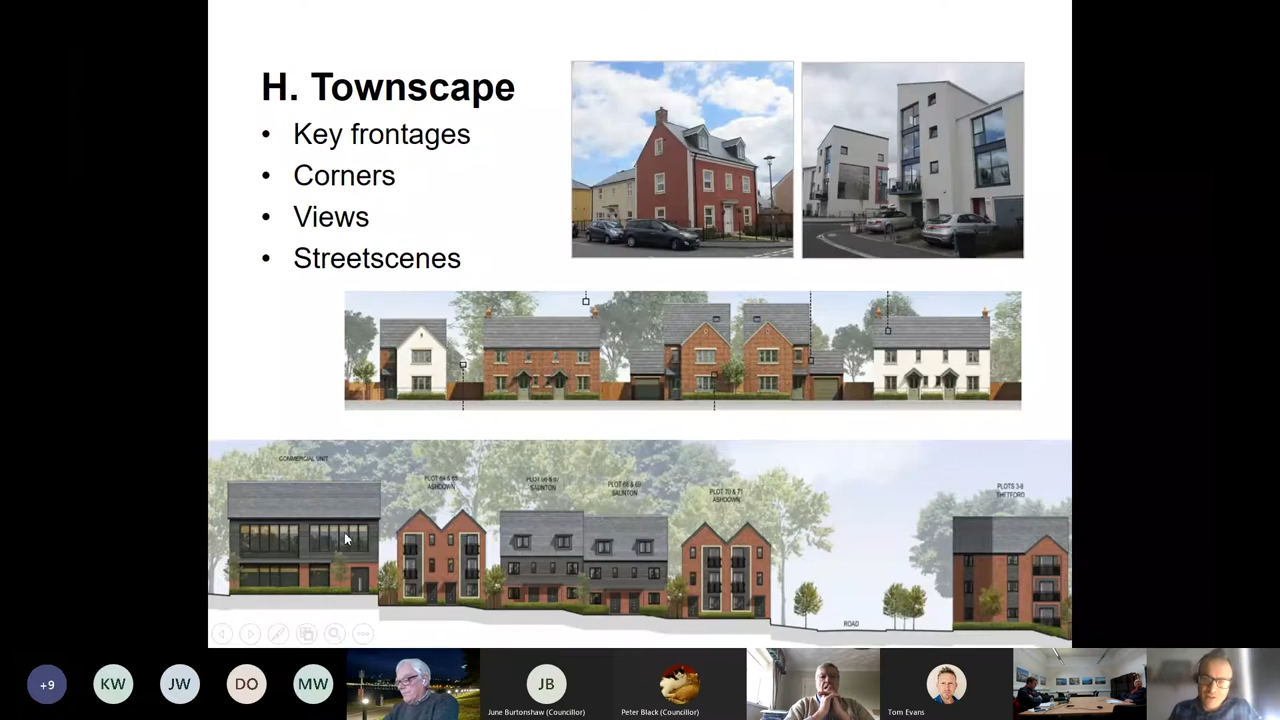 H. Townscape
• Key frontages
• Corners
• Views
• Streetscenes
COMMERCIAL UNIT
PLOT 64 & 65
ASHDOWN
PLOT 66 & 67
SAUNTON
PLOT 68 & 69
SAUNTON
PLOT 70 & 71
ASHDOWN
PLOTS 3-8
THETFORD
ROAD
+9
KW
JW
DO
MW
JB
June Burtonshaw (Councillor)
Peter Black (Councillor)
Tom Evans